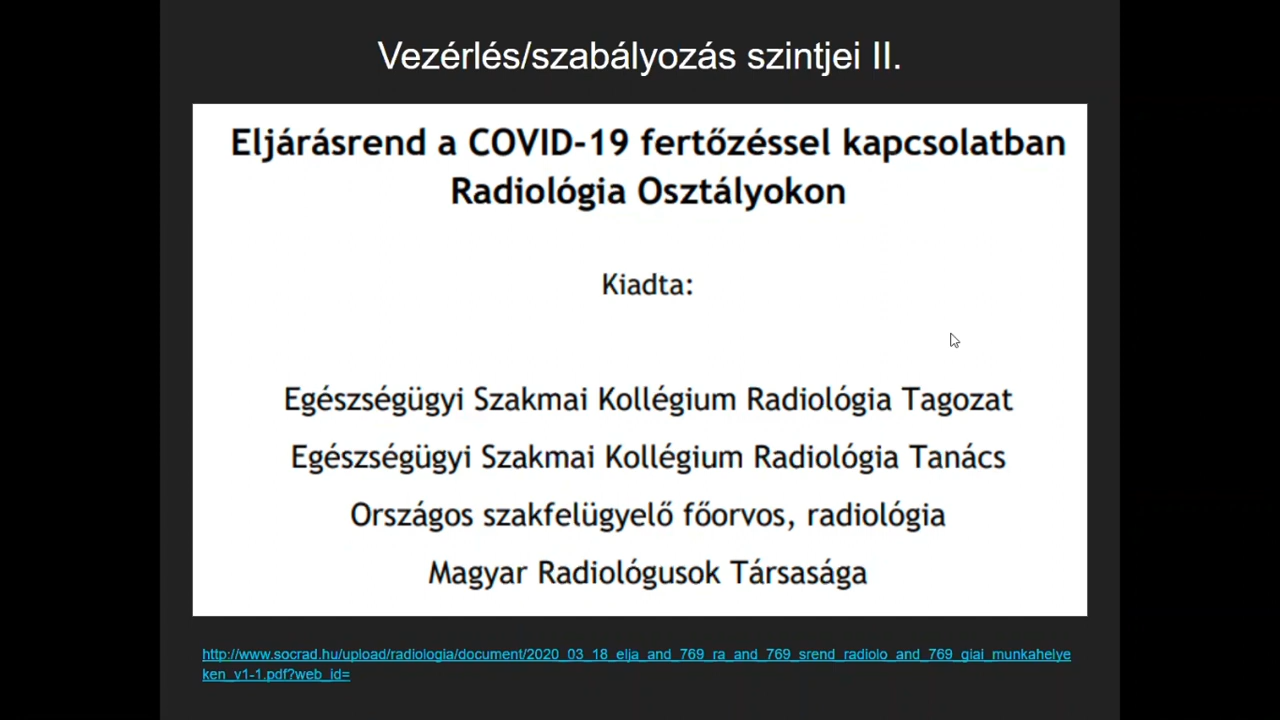 Vezérlés/szabályozás szintjei II.
Eljárásrend a COVID-19 fertőzéssel kapcsolatban
Radiológia Osztályokon
Kiadta:
Egészségügyi Szakmai Kollégium Radiológia Tagozat
Egészségügyi Szakmai Kollégium Radiológia Tanács
Országos szakfelügyelő főorvos, radiológia
Magyar Radiológusok Társasága
http://www.socrad.hu/upload/radiologia/document/2020_03_18_elja_and_769_ra_and_769_srend_radiolo_and_769_giai_munkahelye
ken_v1-1.pdf?web_id=